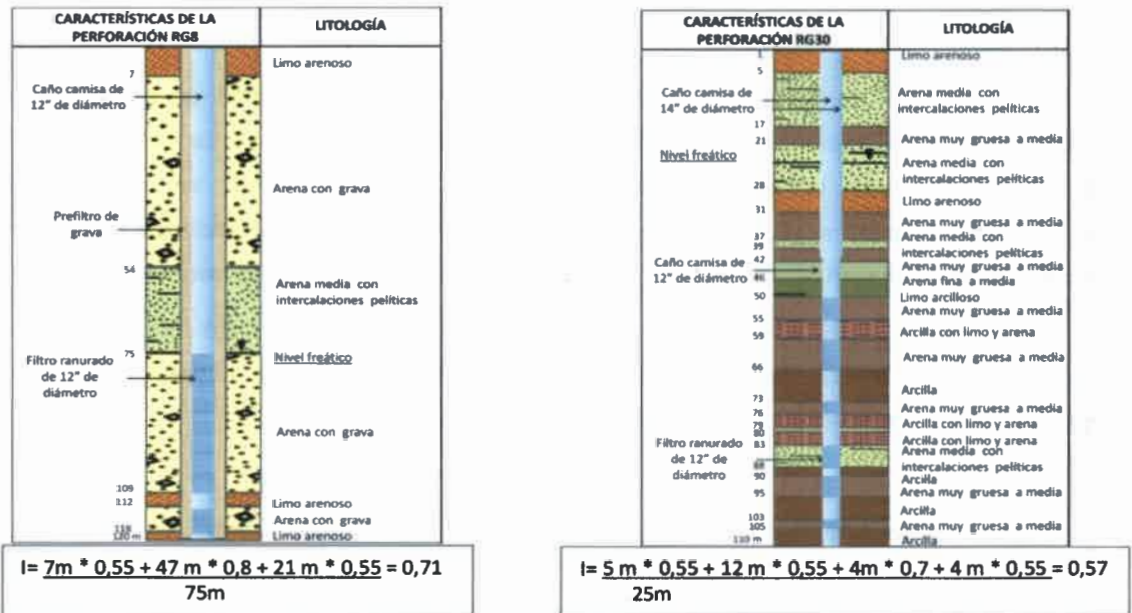 CARACTERÍSTICAS DE LA
PERFORACIÓN RG8
LITOLOGÍA
Limo arenoso
7
Caño camisa de
12" de diámetro
Arena con grava
Prefiltro de
grava
54
Arena media con
intercalaciones pelíticas
75
Nivel freático
Filtro ranurado
de 12" de
diámetro
Arena con grava
109
112
Limo arenoso
Arena con grava
118
120 m
Limo arenoso
I= 7m * 0,55 + 47 m * 0,8 + 21 m * 0,55 = 0,71
75m
CARACTERÍSTICAS DE LA
PERFORACIÓN RG30
LITOLOGÍA
1
Limo arenoso
5
Caño camisa de
14" de diámetro
Arena media con
intercalaciones pelíticas
17
21
Arena muy gruesa a media
Nivel freático
Arena media con
intercalaciones pelíticas
28
Limo arenoso
31
Arena muy gruesa a media
37
Arena media con
39
intercalaciones pelíticas
42
Caño camisa de
12" de diámetro
Arena muy gruesa a media
46
Arena fina a media
50
Limo arcilloso
Arena muy gruesa a media
55
59
Arcilla con limo y arena
Arena muy gruesa a media
66
Arcilla
73
Arena muy gruesa a media
76
Arcilla con limo y arena
79
80
Arcilla con limo y arena
83
Filtro ranurado
de 12" de
diámetro
Arena media con
intercalaciones pelíticas
88
90
Arcilla
95
Arena muy gruesa a media
Arcilla
103
105
Arena muy gruesa a media
110 m
Arcilla
I= 5 m * 0,55 + 12 m * 0,55 + 4m * 0,7 + 4 m * 0,55 = 0,57
25m